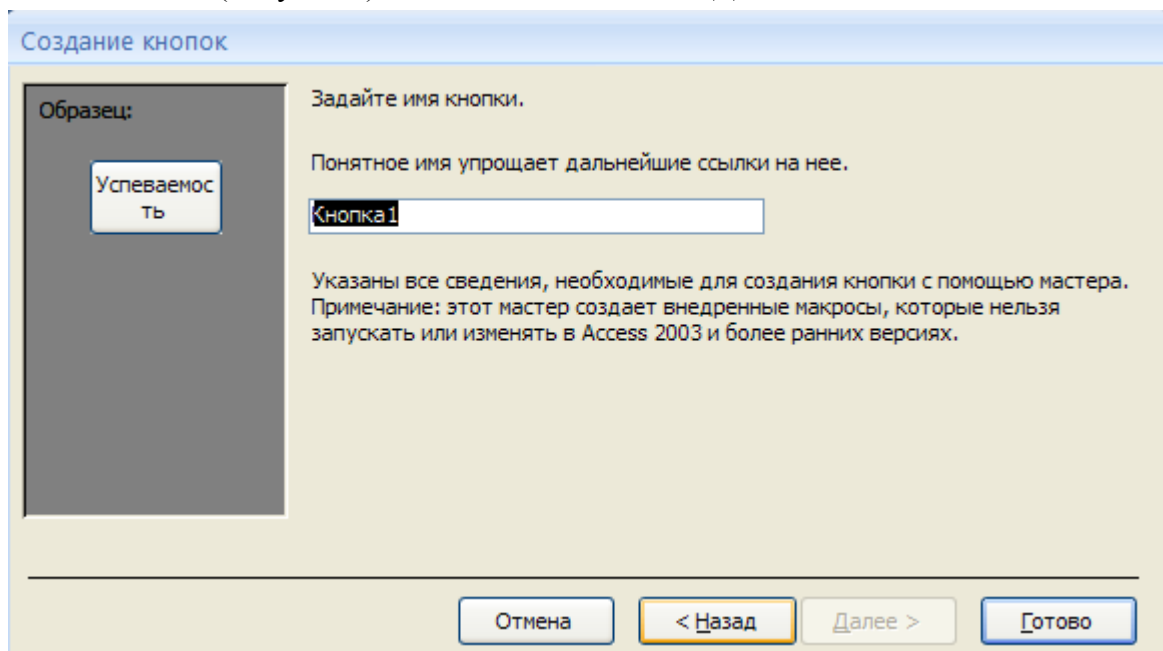 Создание кнопок
Образец:
Успеваемос
ть
Задайте имя кнопки.
Понятное имя упрощает дальнейшие ссылки на нее.
Кнопка1
Указаны все сведения, необходимые для создания кнопки с помощью мастера.
Примечание: этот мастер создает внедренные макросы, которые нельзя
запускать или изменять в Access 2003 и более ранних версиях.
Отмена
< Назад
Далее >
Готово